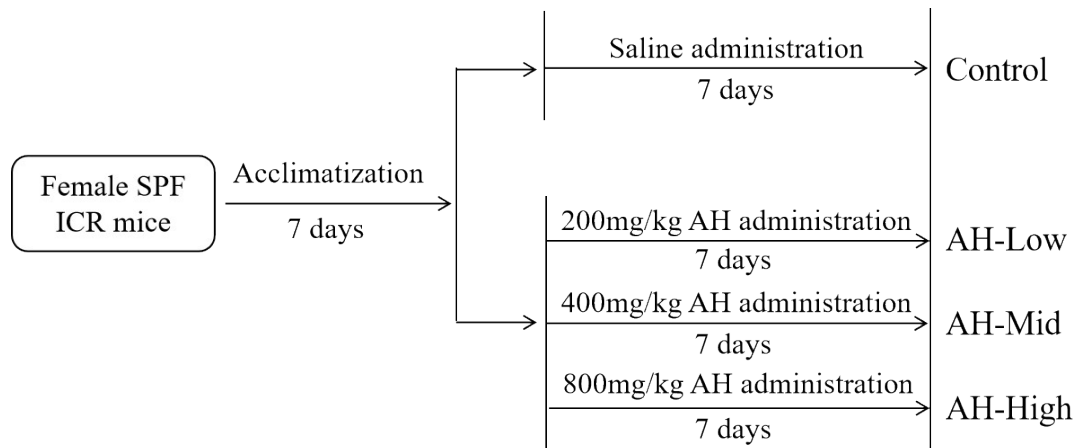 Female SPF
ICR mice
Acclimatization
7 days
Saline administration
7 days
Control
200mg/kg AH administration
7 days
AH-Low
400mg/kg AH administration
7 days
AH-Mid
800mg/kg AH administration
7 days
AH-High